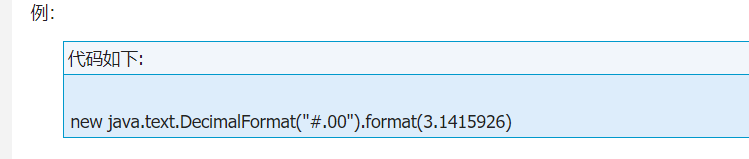 例：
代码如下:
new java.text.DecimalFormat("#.00").format(3.1415926)